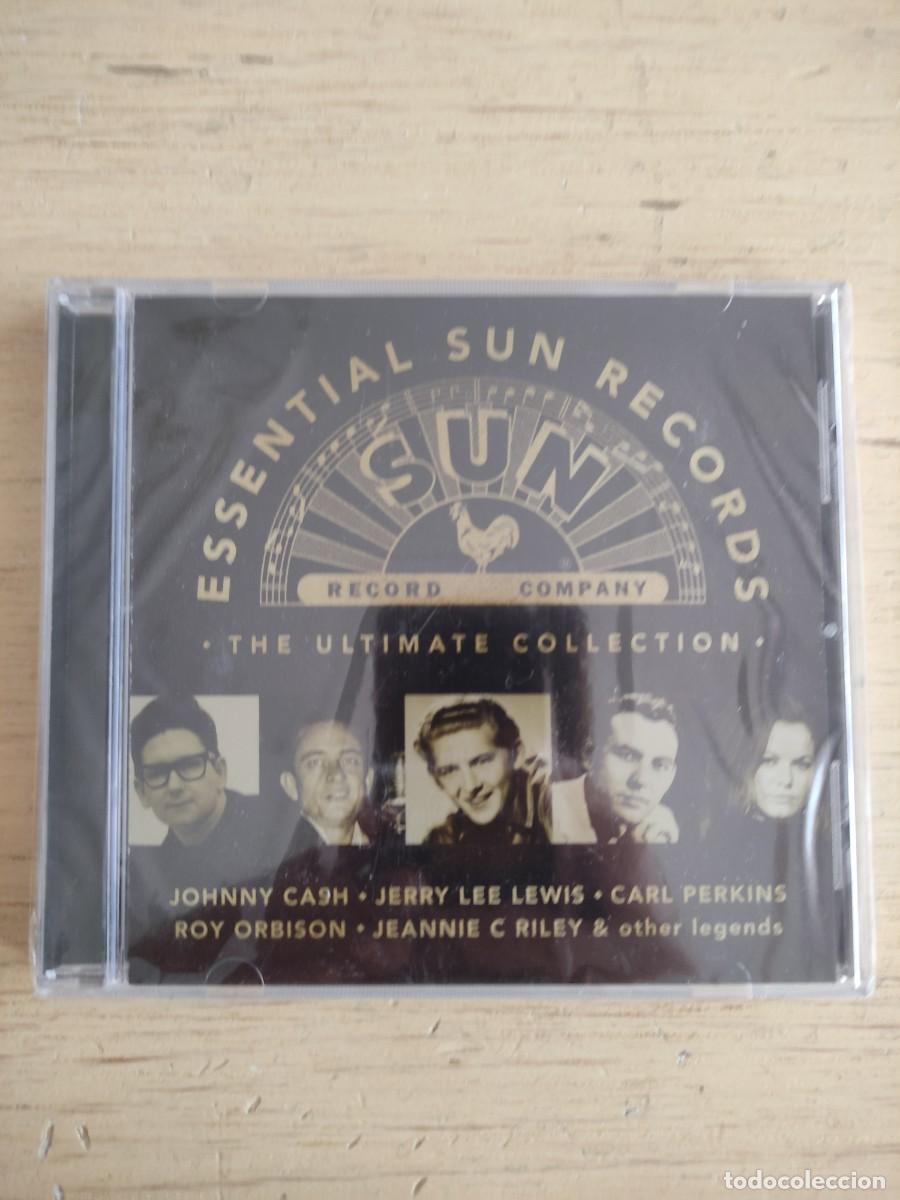 ESSENTIAL SUN RECORDS
SUN
RECORD COMPANY
®
· THE ULTIMATE COLLECTION ·
JOHNNY CASH · JERRY LEE LEWIS · CARL PERKINS
ROY ORBISON · JEANNIE C RILEY & other legends
todocoleccion